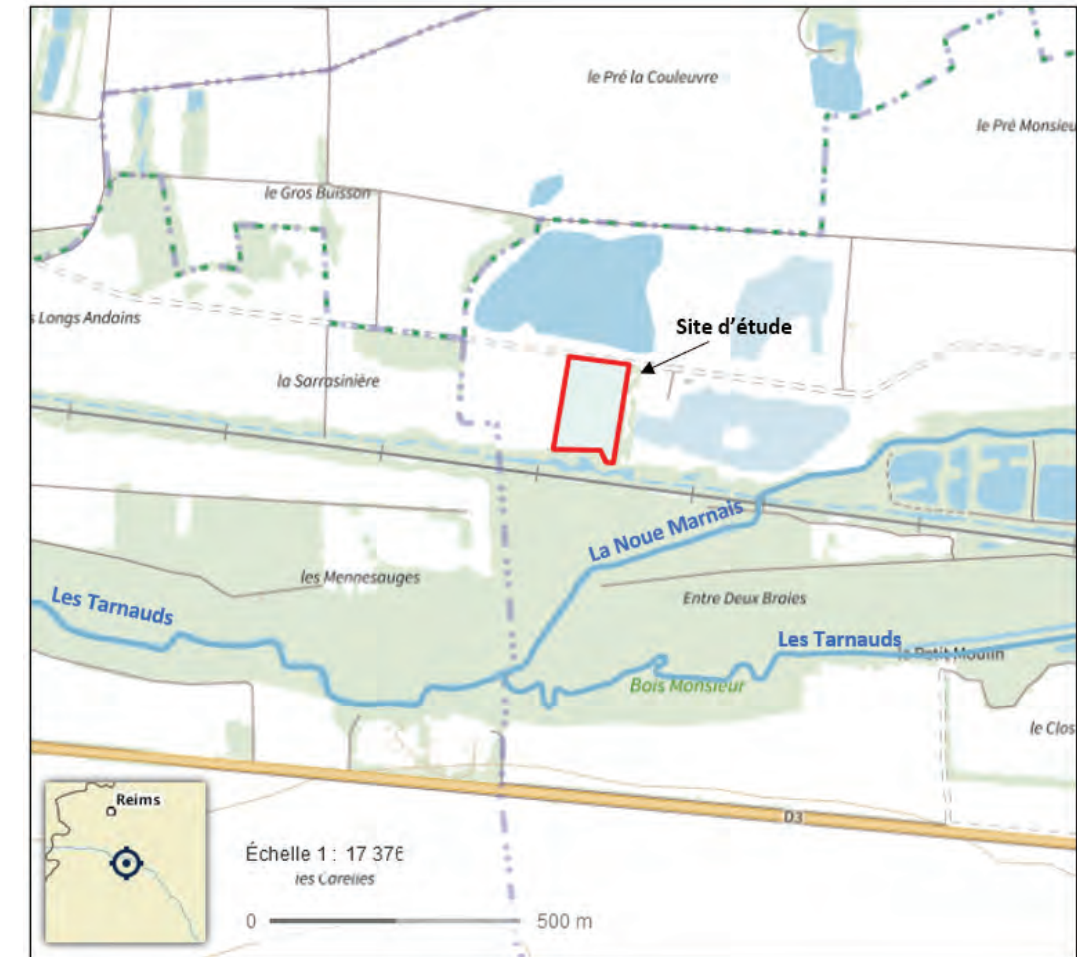 le Pré la Couleuvre
le Pré Monsieu
le Gros Buisson
s Longs Andains
Site d'étude
la Sarrasinière
La Noue Marnais
les Mennesauges
Entre Deux Braies
Les Tarnauds
Les Tarnauds
le Petit Moulin
Bois Monsieur
le Clos
Reims
D3
Échelle 1 : 17 376
les Carelles
0
500 m